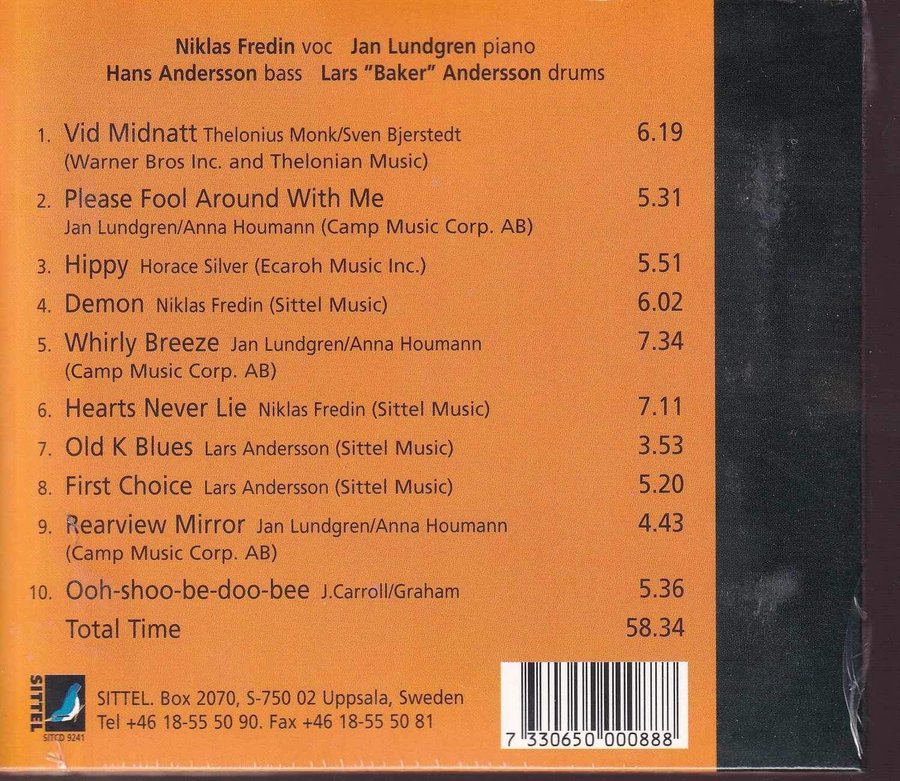 Niklas Fredin voc Jan Lundgren piano
Hans Andersson bass Lars "Baker" Andersson drums
1. Vid Midnatt Thelonius Monk/Sven Bjerstedt 6.19
(Warner Bros Inc. and Thelonian Music)
2. Please Fool Around With Me 5.31
Jan Lundgren/Anna Houmann (Camp Music Corp. AB)
3. Hippy Horace Silver (Ecaroh Music Inc.) 5.51
4. Demon Niklas Fredin (Sittel Music) 6.02
5. Whirly Breeze Jan Lundgren/Anna Houmann 7.34
(Camp Music Corp. AB)
6. Hearts Never Lie Niklas Fredin (Sittel Music) 7.11
7. Old K Blues Lars Andersson (Sittel Music) 3.53
8. First Choice Lars Andersson (Sittel Music) 5.20
9. Rearview Mirror Jan Lundgren/Anna Houmann 4.43
(Camp Music Corp. AB)
10. Ooh-shoo-be-doo-bee J.Carroll/Graham 5.36
Total Time 58.34
SITTEL
SITCD 9241
SITTEL. Box 2070, S-750 02 Uppsala, Sweden
Tel +46 18-55 50 90. Fax +46 18-55 50 81
7 330650 000888